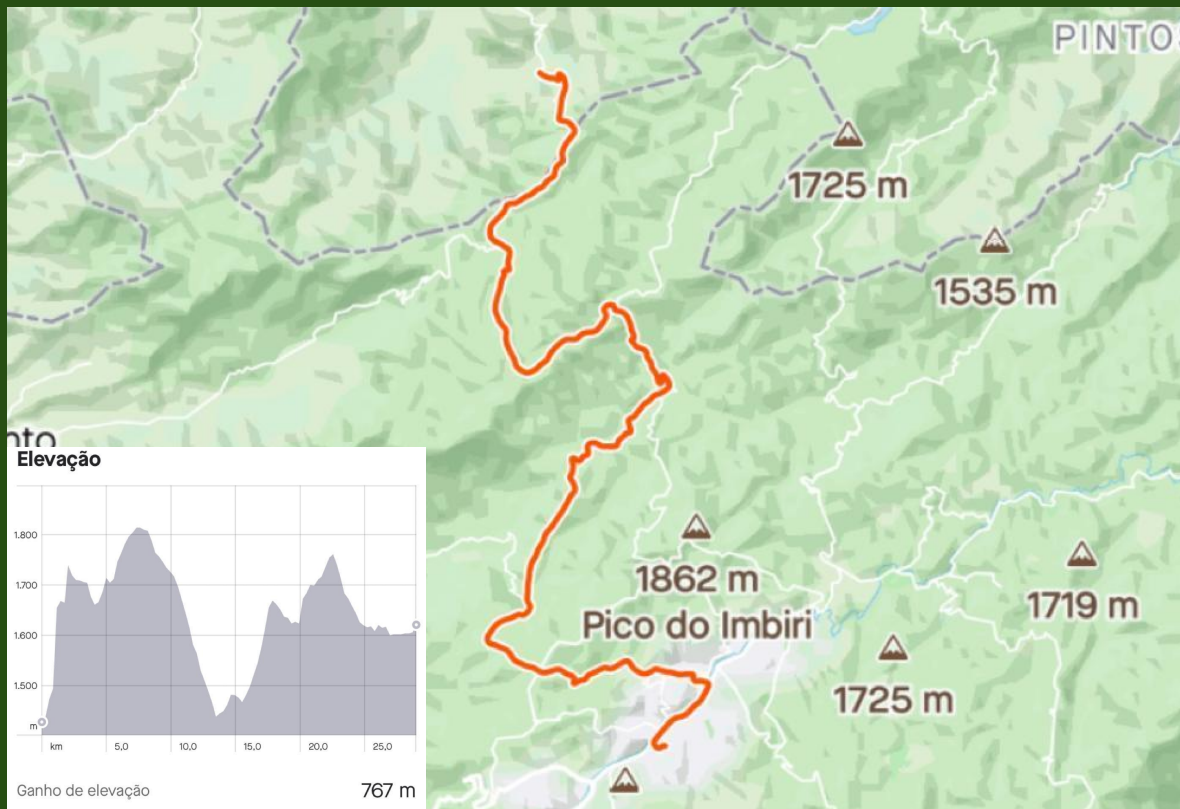 PINTOS
1725 m
1535 m
nto
Elevação
1.800
1.700
1.600
1.500
m
km
5,0
10,0
15,0
20,0
25,0
Ganho de elevação
767 m
1862 m
Pico do Imbiri
1719 m
1725 m